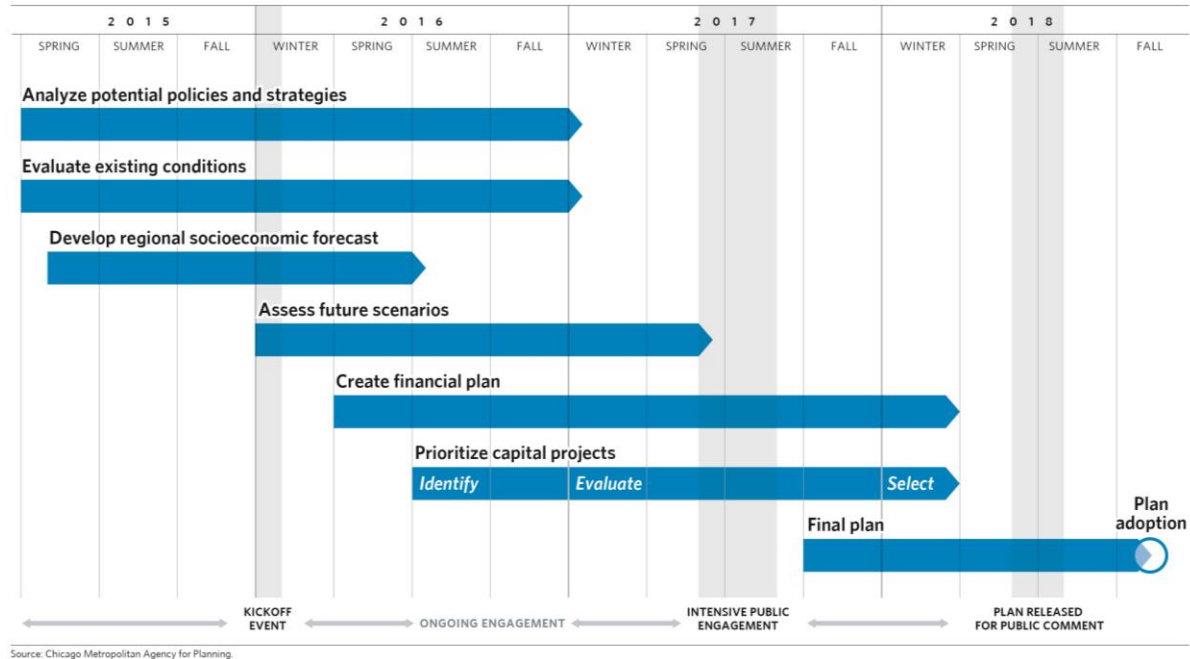 2 0 1 5 2 0 1 6 2 0 1 7 2 0 1 8
SPRING SUMMER FALL WINTER SPRING SUMMER FALL WINTER SPRING SUMMER FALL WINTER SPRING SUMMER FALL
Analyze potential policies and strategies
Evaluate existing conditions
Develop regional socioeconomic forecast
Assess future scenarios
Create financial plan
Prioritize capital projects
Identify Evaluate Select
Final plan
Plan
adoption
KICKOFF
EVENT
ONGOING ENGAGEMENT
INTENSIVE PUBLIC
ENGAGEMENT
PLAN RELEASED
FOR PUBLIC COMMENT
Source: Chicago Metropolitan Agency for Planning.